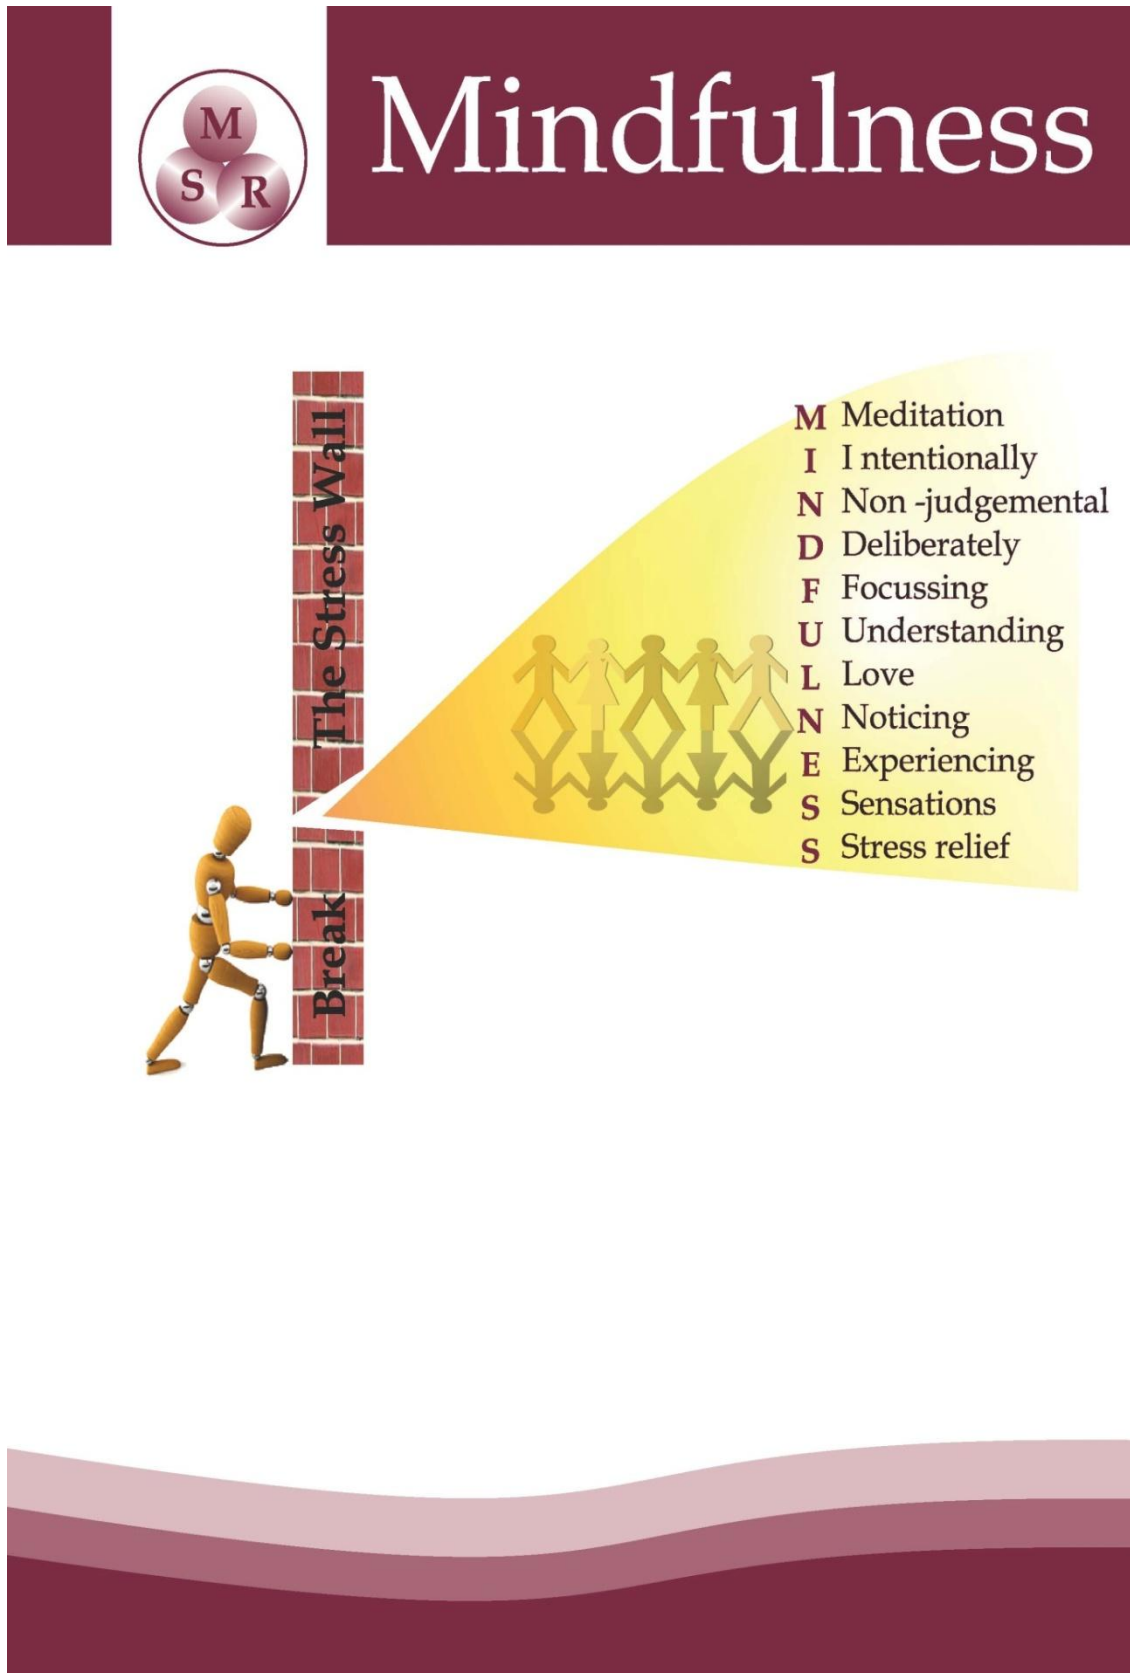 M
S R
Mindfulness
Break The Stress Wall
M Meditation
I I ntentionally
N Non -judgemental
D Deliberately
F Focussing
U Understanding
L Love
N Noticing
E Experiencing
S Sensations
S Stress relief